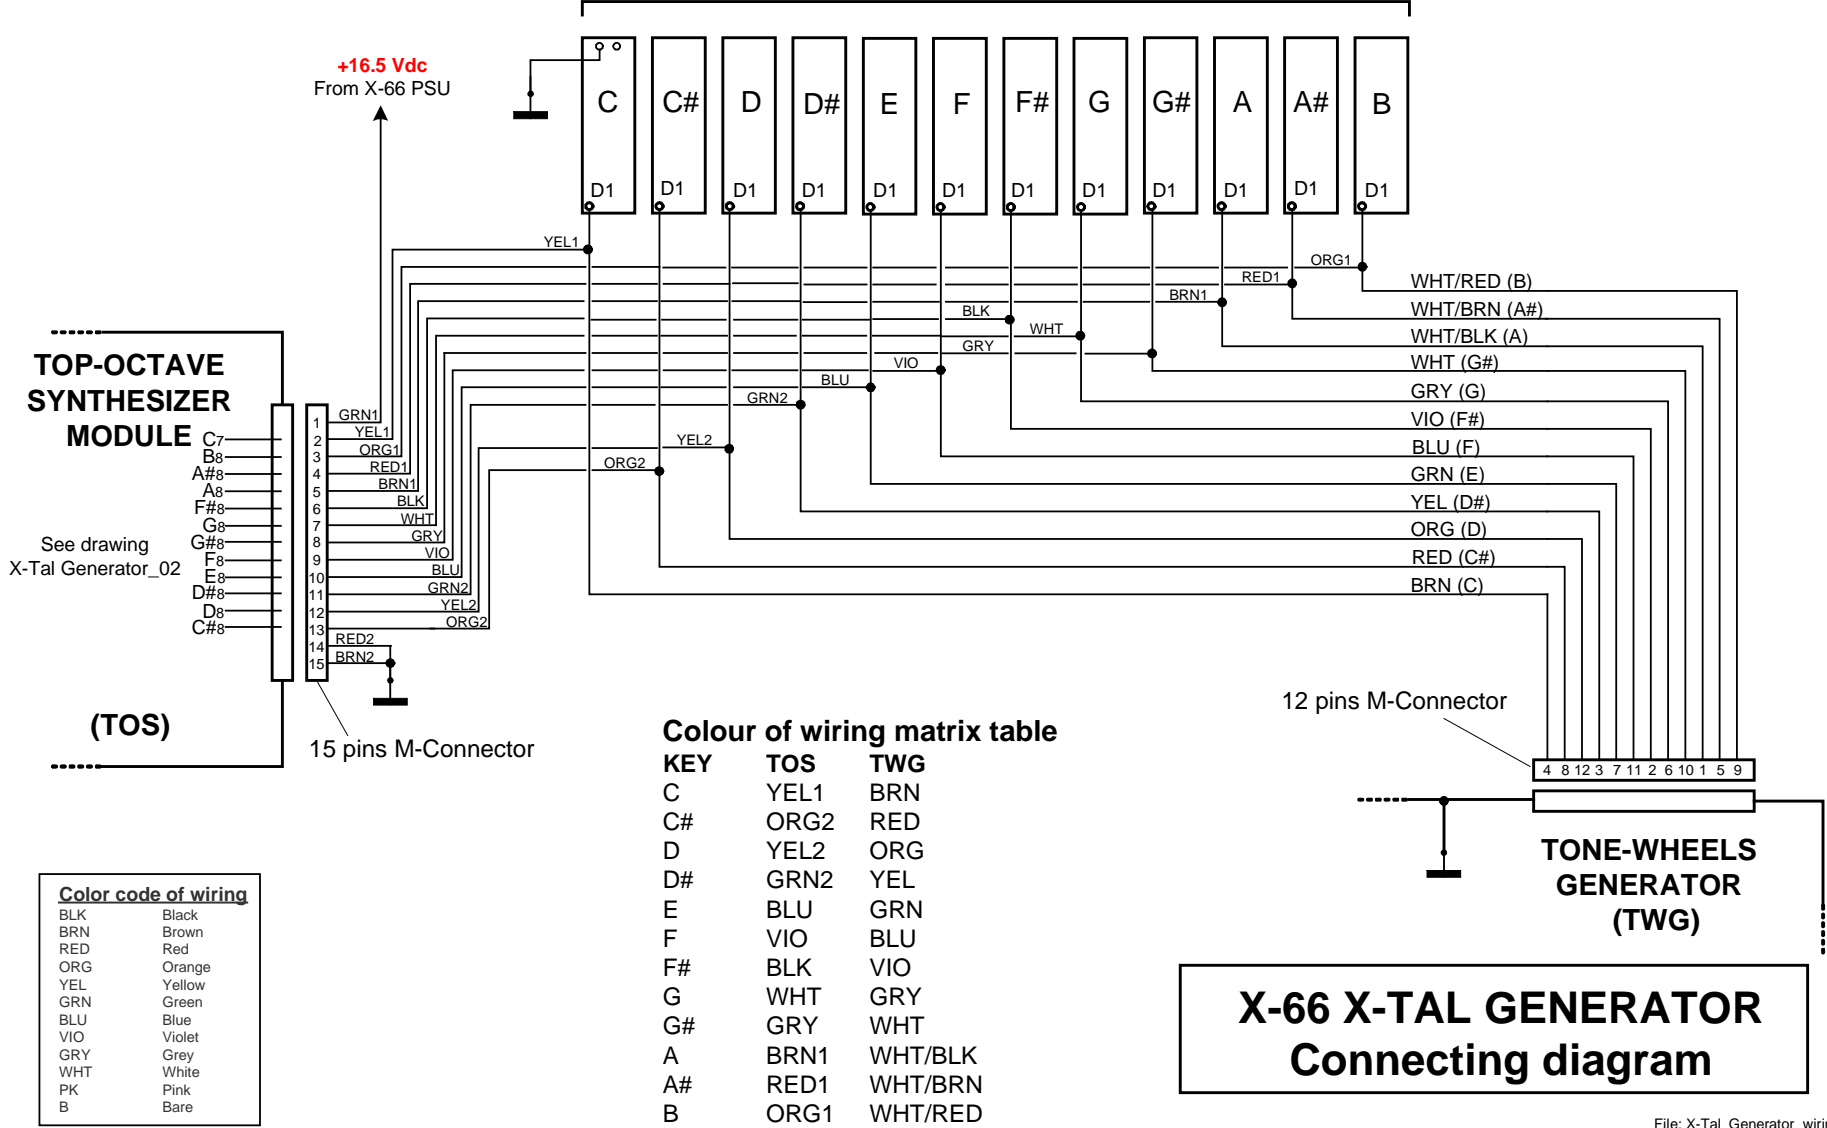 +16.5 Vdc
From X-66 PSU
C C# D D# E F F# G G# A A# B
D1 D1 D1 D1 D1 D1 D1 D1 D1 D1 D1 D1
YEL1
ORG1
RED1
BRN1
BLK
WHT
GRY
VIO
BLU
GRN2
YEL2
ORG2
WHT/RED (B)
WHT/BRN (A#)
WHT/BLK (A)
WHT (G#)
GRY (G)
VIO (F#)
BLU (F)
GRN (E)
YEL (D#)
ORG (D)
RED (C#)
BRN (C)
TOP-OCTAVE
SYNTHESIZER
MODULE
(TOS)
See drawing
X-Tal Generator_02
1 GRN1
C7 2 YEL1
B8 3 ORG1
A#8 4 RED1
A8 5 BRN1
F#8 6 BLK
G8 7 WHT
G#8 8 GRY
F8 9 VIO
E8 10 BLU
D#8 11 GRN2
D8 12 YEL2
C#8 13 ORG2
14 RED2
15 BRN2
15 pins M-Connector
12 pins M-Connector
4 8 12 3 7 11 2 6 10 1 5 9
TONE-WHEELS
GENERATOR
(TWG)
Colour of wiring matrix table
KEY TOS TWG
C YEL1 BRN
C# ORG2 RED
D YEL2 ORG
D# GRN2 YEL
E BLU GRN
F VIO BLU
F# BLK VIO
G WHT GRY
G# GRY WHT
A BRN1 WHT/BLK
A# RED1 WHT/BRN
B ORG1 WHT/RED
Color code of wiring
BLK Black
BRN Brown
RED Red
ORG Orange
YEL Yellow
GRN Green
BLU Blue
VIO Violet
GRY Grey
WHT White
PK Pink
B Bare
X-66 X-TAL GENERATOR
Connecting diagram
File: X-Tal_Generator_wiri